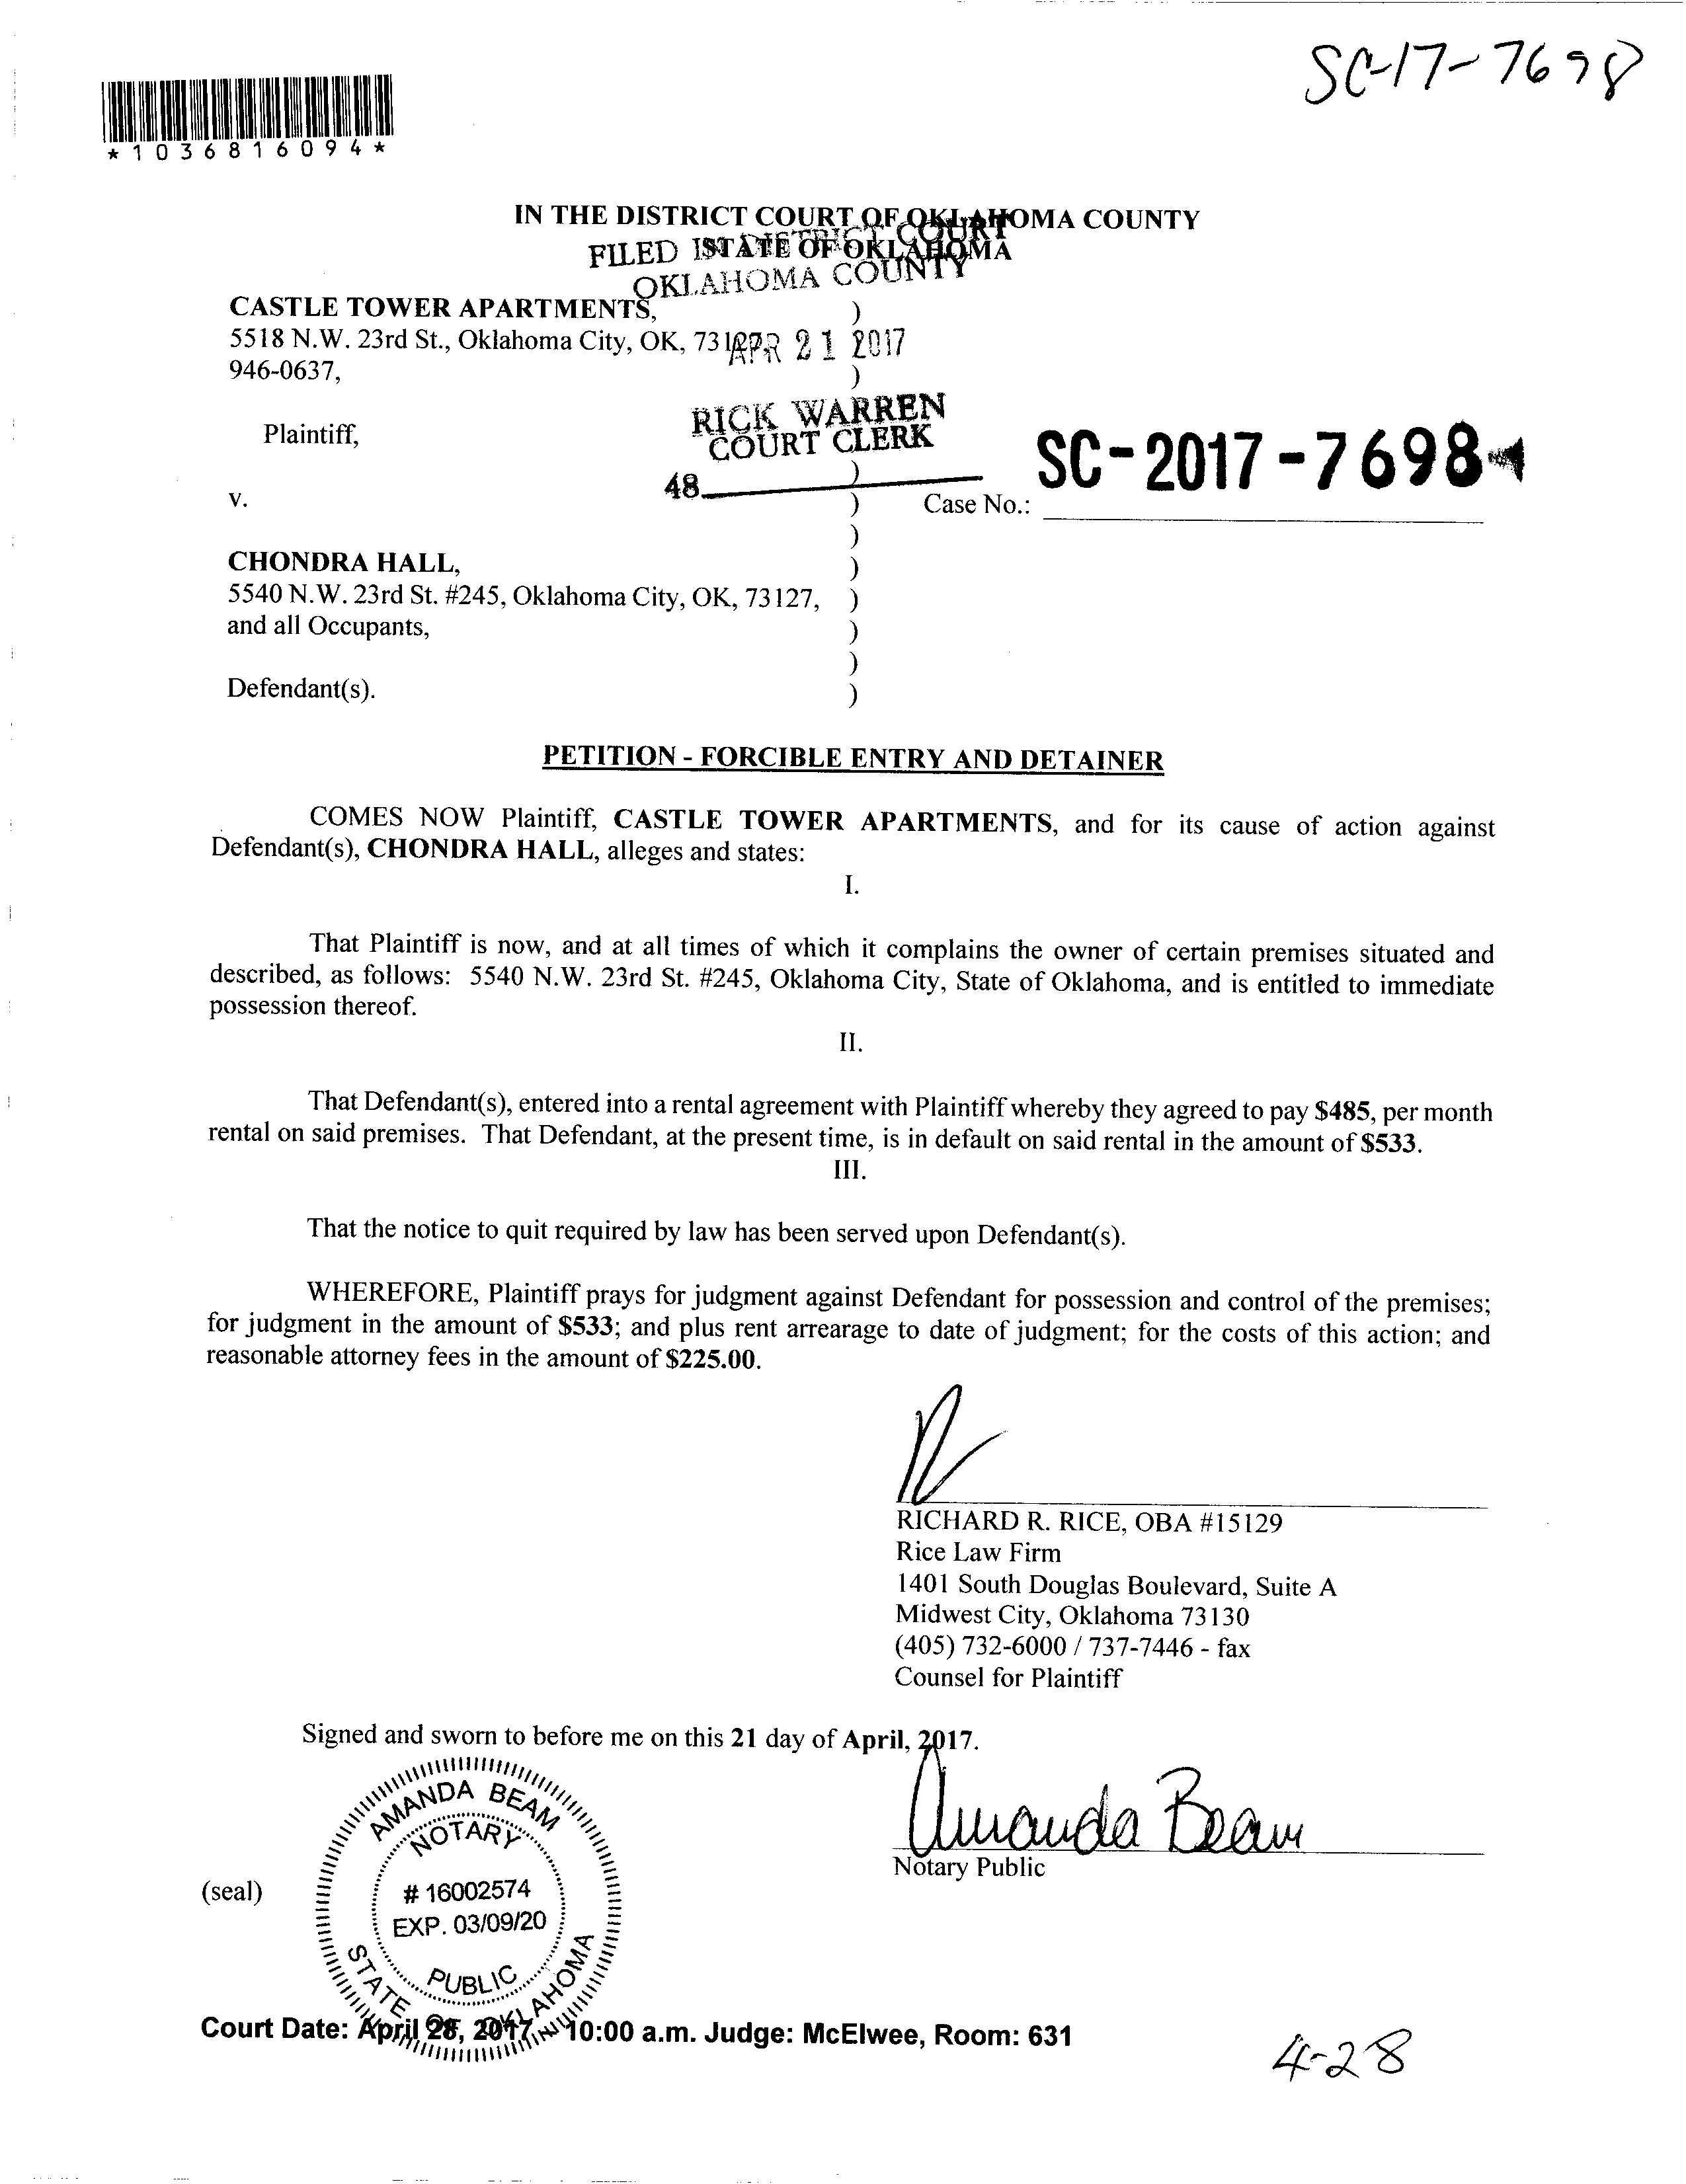 SC-17-7698
*1036816094*
IN THE DISTRICT COURT OF OKLAHOMA COUNTY
STATE OF OKLAHOMA
FILED IN DISTRICT COURT
OKLAHOMA COUNTY
APR 21 2017
RICK WARREN
COURT CLERK
48
CASTLE TOWER APARTMENTS, )
5518 N.W. 23rd St., Oklahoma City, OK,
946-0637, )
Plaintiff,
)
v. ) Case No.: SC-2017-7698
)
CHONDRA HALL, )
5540 N.W. 23rd St. #245, Oklahoma City, OK, 73127, )
and all Occupants, )
)
Defendant(s). )
PETITION - FORCIBLE ENTRY AND DETAINER
COMES NOW Plaintiff, CASTLE TOWER APARTMENTS, and for its cause of action against
Defendant(s), CHONDRA HALL, alleges and states:
I.
That Plaintiff is now, and at all times of which it complains the owner of certain premises situated and
described, as follows: 5540 N.W. 23rd St. #245, Oklahoma City, State of Oklahoma, and is entitled to immediate
possession thereof.
II.
That Defendant(s), entered into a rental agreement with Plaintiff whereby they agreed to pay $485, per month
rental on said premises. That Defendant, at the present time, is in default on said rental in the amount of $533.
III.
That the notice to quit required by law has been served upon Defendant(s).
WHEREFORE, Plaintiff prays for judgment against Defendant for possession and control of the premises;
for judgment in the amount of $533; and plus rent arrearage to date of judgment; for the costs of this action; and
reasonable attorney fees in the amount of $225.00.
RICHARD R. RICE, OBA #15129
Rice Law Firm
1401 South Douglas Boulevard, Suite A
Midwest City, Oklahoma 73130
(405) 732-6000 / 737-7446 - fax
Counsel for Plaintiff
Signed and sworn to before me on this 21 day of April, 2017.
Amanda Beam
Notary Public
(seal)
AMANDA BEAM
NOTARY
# 16002574
EXP. 03/09/20
PUBLIC
STATE OF OKLAHOMA
Court Date: April 28, 2017 10:00 a.m. Judge: McElwee, Room: 631
4-28